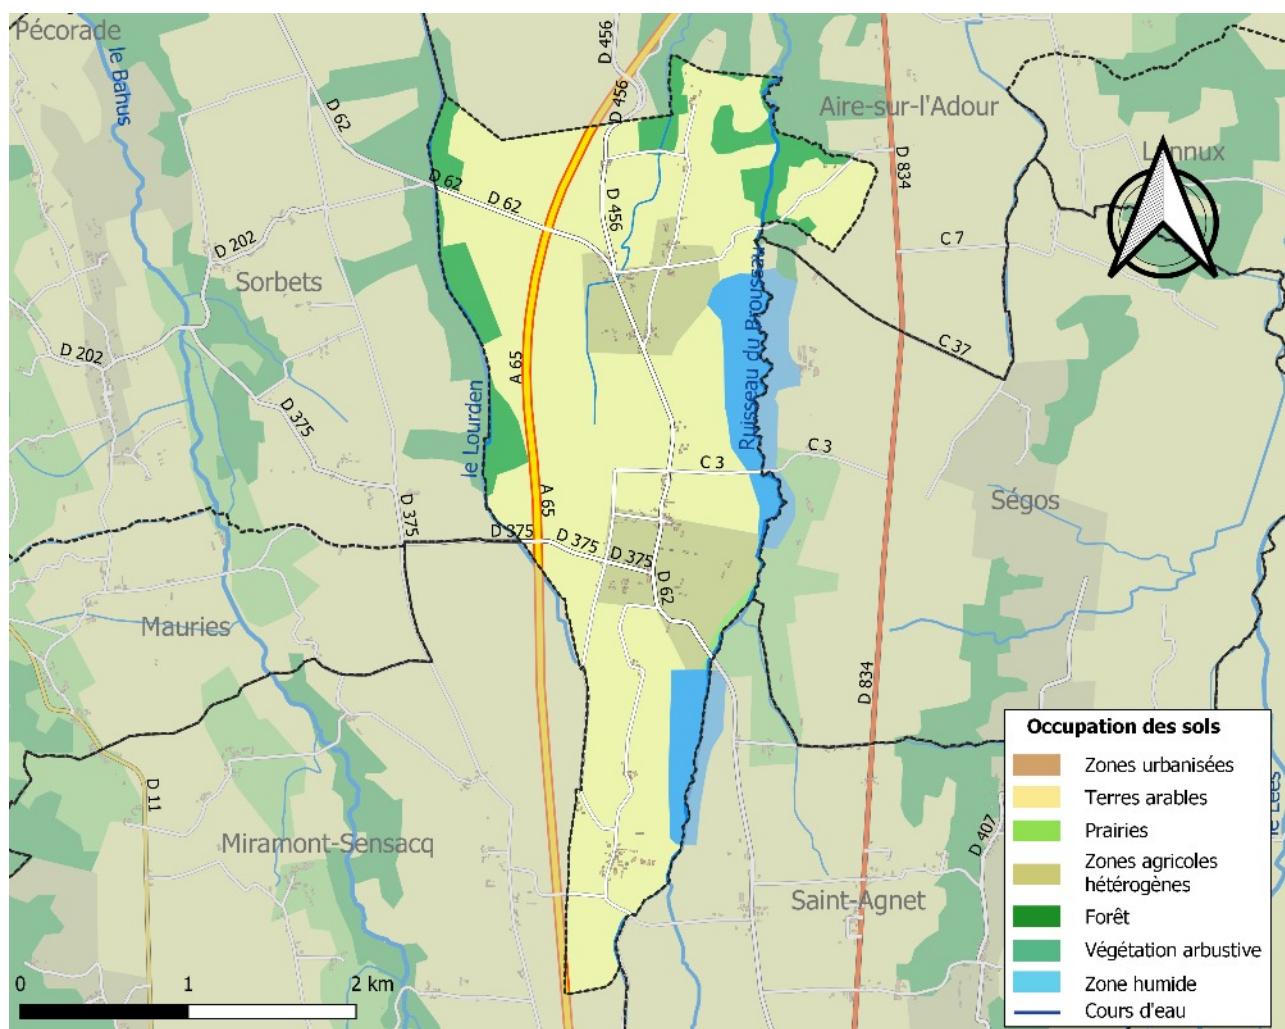 Pécorade
le Bahus
D 456
D 456
D 62
Aire-sur-l'Adour
D 834
D 62
D 62
D 456
D 202
C 7
Sorbets
Ruisseau du Broussau
D 202
A 65
C 37
D 375
le Lourden
C 3
C 3
Ségos
A 65
D 375
D 375
D 375
D 375
D 62
Mauries
D 834
D 11
Miramont-Sensacq
D 407
Saint-Agnet
Occupation des sols
Zones urbanisées
Terres arables
Prairies
Zones agricoles
hétérogènes
Forêt
Végétation arbustive
Zone humide
Cours d'eau
0 1 2 km